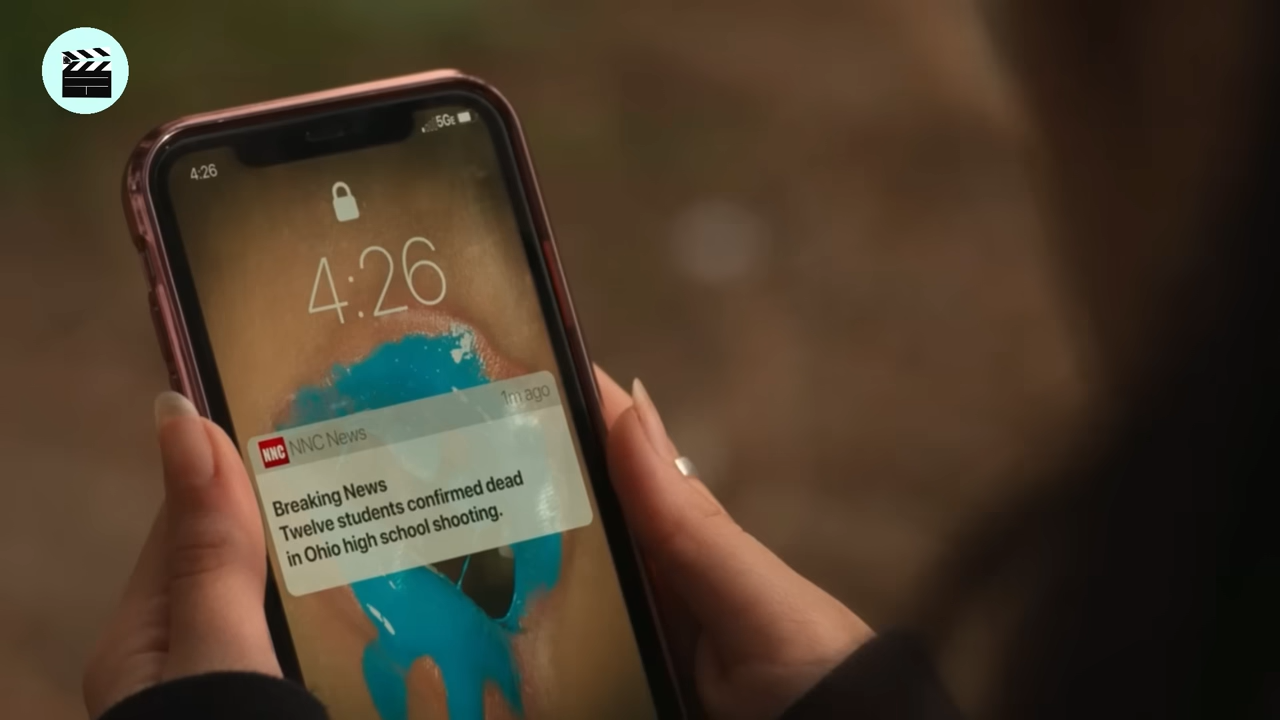 4:26
5GE
4:26
NNC
NNC News
1m ago
Breaking News
Twelve students confirmed dead
in Ohio high school shooting.